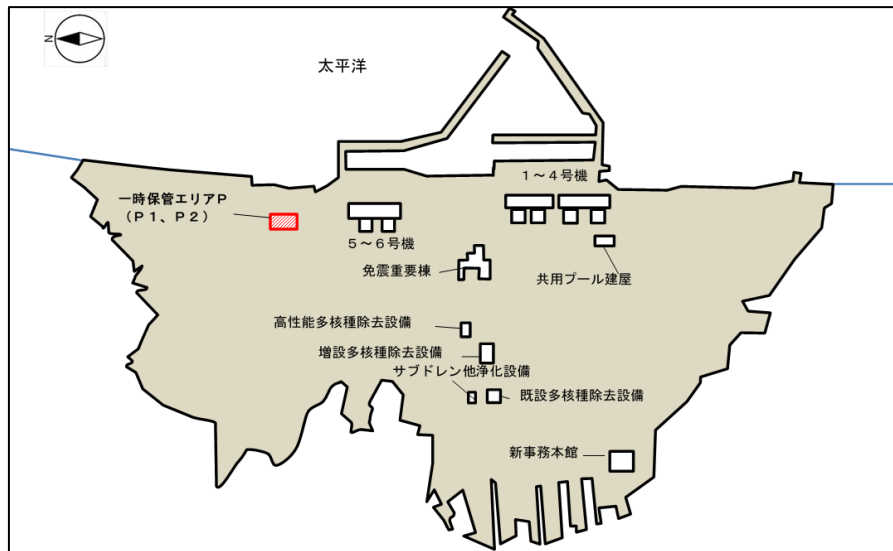 N
太平洋
1～4号機
一時保管エリアP
（P1、P2）
5～6号機
免震重要棟
共用プール建屋
高性能多核種除去設備
増設多核種除去設備
サブドレン他浄化設備
既設多核種除去設備
新事務本館